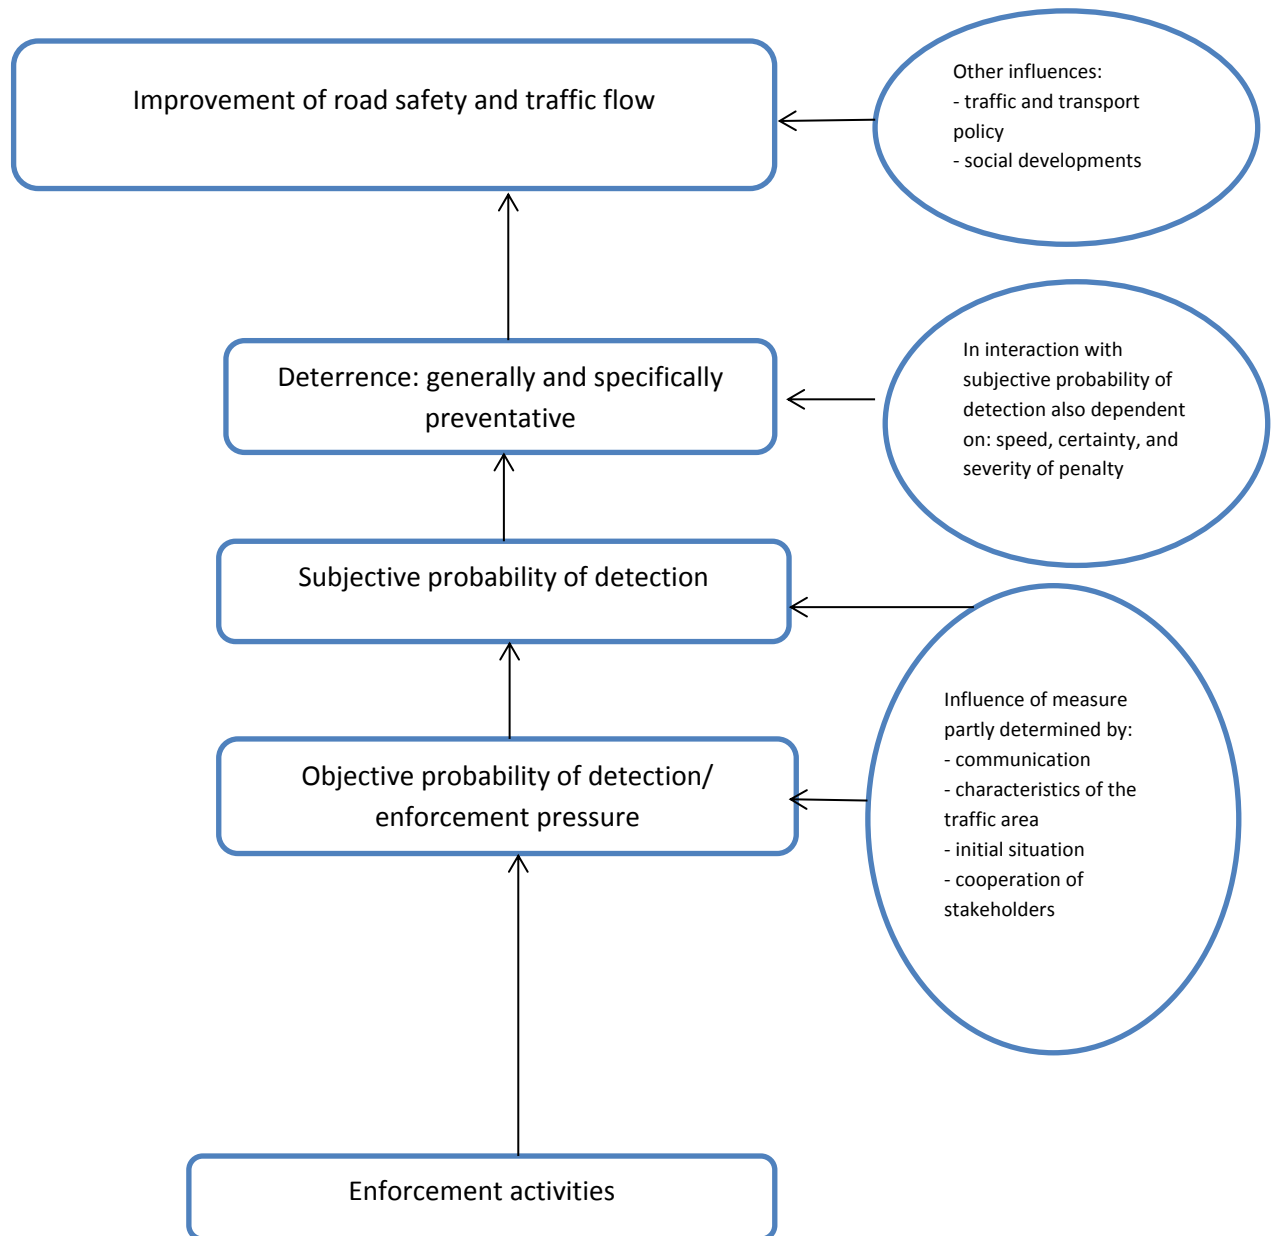 Improvement of road safety and traffic flow
Other influences:
- traffic and transport
policy
- social developments
Deterrence: generally and specifically
preventative
In interaction with
subjective probability of
detection also dependent
on: speed, certainty, and
severity of penalty
Subjective probability of detection
Objective probability of detection/
enforcement pressure
Influence of measure
partly determined by:
- communication
- characteristics of the
traffic area
- initial situation
- cooperation of
stakeholders
Enforcement activities